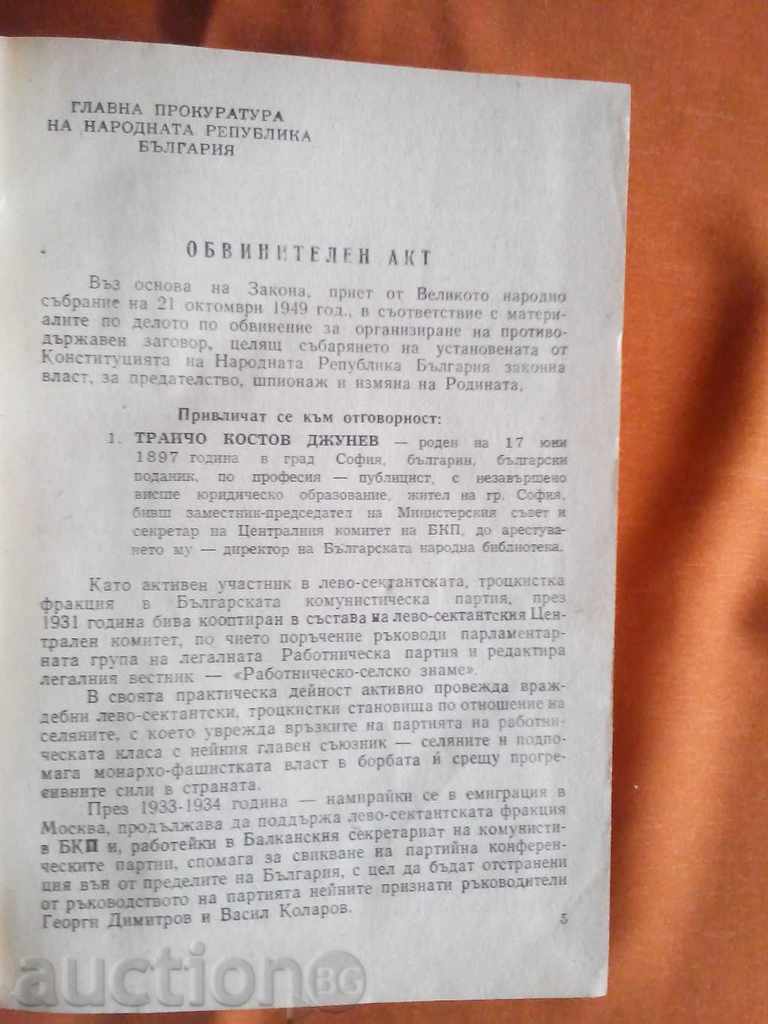 ГЛАВНА ПРОКУРАТУРА
НА НАРОДНАТА РЕПУБЛИКА
БЪЛГАРИЯ
ОБВИНИТЕЛЕН АКТ
Въз основа на Закона, приет от Великото народно
събрание на 21 октомври 1949 год., в съответствие с матери-
алите по делото по обвинение за организиране на противо-
държавен заговор, целящ събарянето на установената от
Конституцията на Народната Република България законна
власт, за предателство, шпионаж и измяна на Родината,
Привличат се към отговорност:
1. ТРАЙЧО КОСТОВ ДЖУНЕВ — роден на 17 юни
1897 година в град София, българин, български
поданик, по професия — публицист, с незавършено
висше юридическо образование, жител на гр. София,
бивш заместник-председател на Министерския съвет и
секретар на Централния комитет на БКП, до арестува-
нето му — директор на Българската народна библиотека.
Като активен участник в лево-сектантската, троцкистка
фракция в Българската комунистическа партия, през
1931 година бива кооптиран в състава на лево-сектантския Цен-
трален комитет, по чието поръчение ръководи парламентар-
ната група на легалната Работническа партия и редактира
легалния вестник — «Работническо-селско знаме».
В своята практическа дейност активно провежда враж-
дебни лево-сектантски, троцкистки становища по отношение на
селяните, с което уврежда връзките на партията на работни-
ческата класа с нейния главен съюзник — селяните и подпо-
мага монархо-фашистката власт в борбата ѝ срещу прогре-
сивните сили в страната.
През 1933-1934 година — намирайки се в емиграция в
Москва, продължава да поддържа лево-сектантската фракция
в БКП и, работейки в Балканския секретариат на комунисти-
ческите партии, спомага за свикване на партийна конферен-
ция вън от пределите на България, с цел да бъдат отстранени
от ръководството на партията нейните признати ръководители
Георги Димитров и Васил Коларов.
5
auctionBG